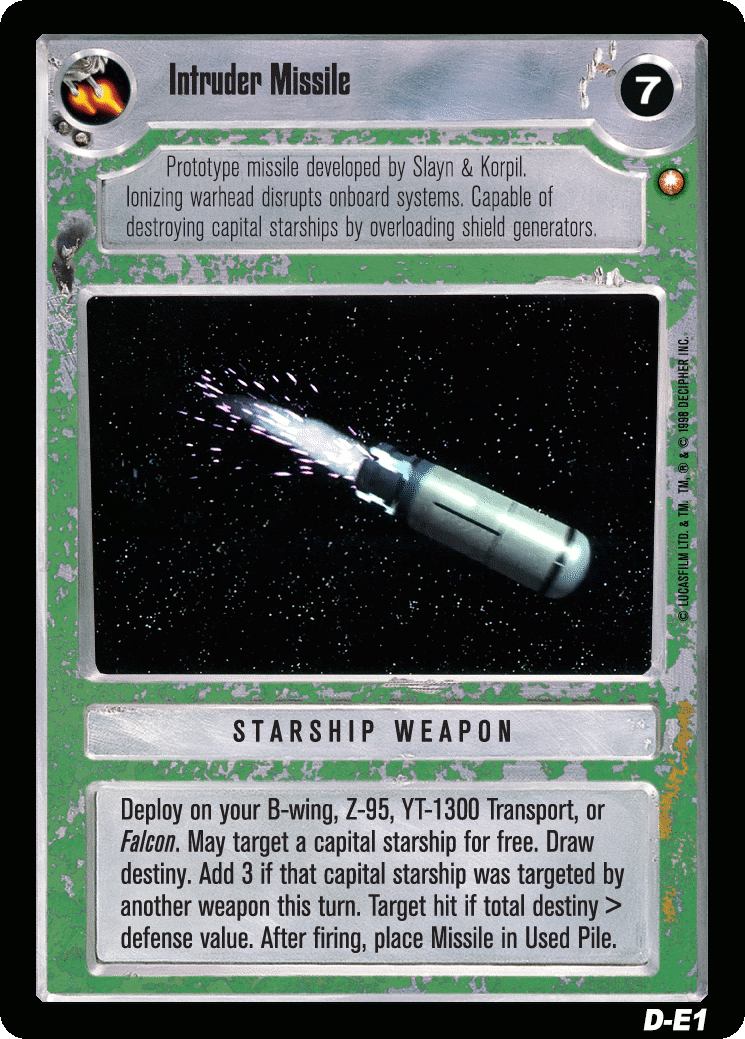 Intruder Missile
7
Prototype missile developed by Slayn & Korpil.
Ionizing warhead disrupts onboard systems. Capable of
destroying capital starships by overloading shield generators.
© LUCASFILM LTD. & TM. TM, ® & © 1998 DECIPHER INC.
STARSHIP WEAPON
Deploy on your B-wing, Z-95, YT-1300 Transport, or
Falcon. May target a capital starship for free. Draw
destiny. Add 3 if that capital starship was targeted by
another weapon this turn. Target hit if total destiny >
defense value. After firing, place Missile in Used Pile.
D-E1